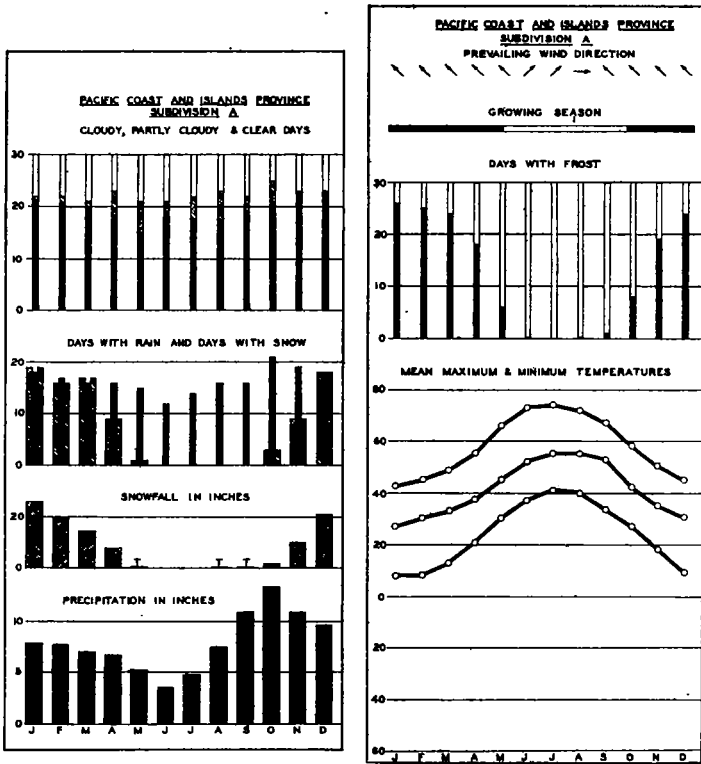 PACIFIC COAST AND ISLANDS PROVINCE
SUBDIVISION A
CLOUDY, PARTLY CLOUDY & CLEAR DAYS
30
20
10
0
DAYS WITH RAIN AND DAYS WITH SNOW
20
10
0
SNOWFALL IN INCHES
20
0
T T T
PRECIPITATION IN INCHES
10
5
0
J F M A M J J A S O N D
PACIFIC COAST AND ISLANDS PROVINCE
SUBDIVISION A
PREVAILING WIND DIRECTION
GROWING SEASON
DAYS WITH FROST
30
20
10
0
MEAN MAXIMUM & MINIMUM TEMPERATURES
80
60
40
20
0
20
40
60
J F M A M J J A S O N D